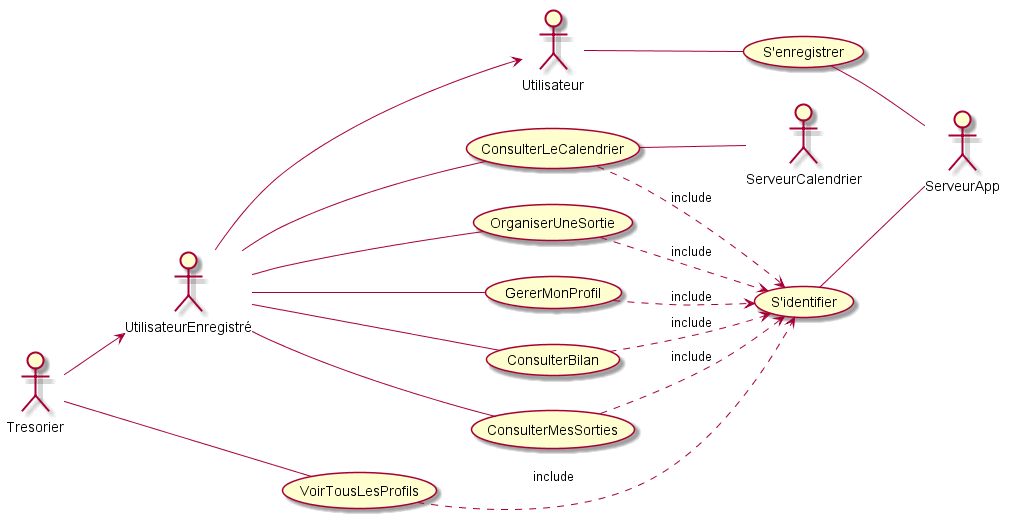 Utilisateur
S'enregistrer
ConsulterLeCalendrier
ServeurCalendrier
ServeurApp
include
OrganiserUneSortie
include
UtilisateurEnregistré
GererMonProfil
include
S'identifier
include
ConsulterBilan
include
Tresorier
ConsulterMesSorties
include
VoirTousLesProfils